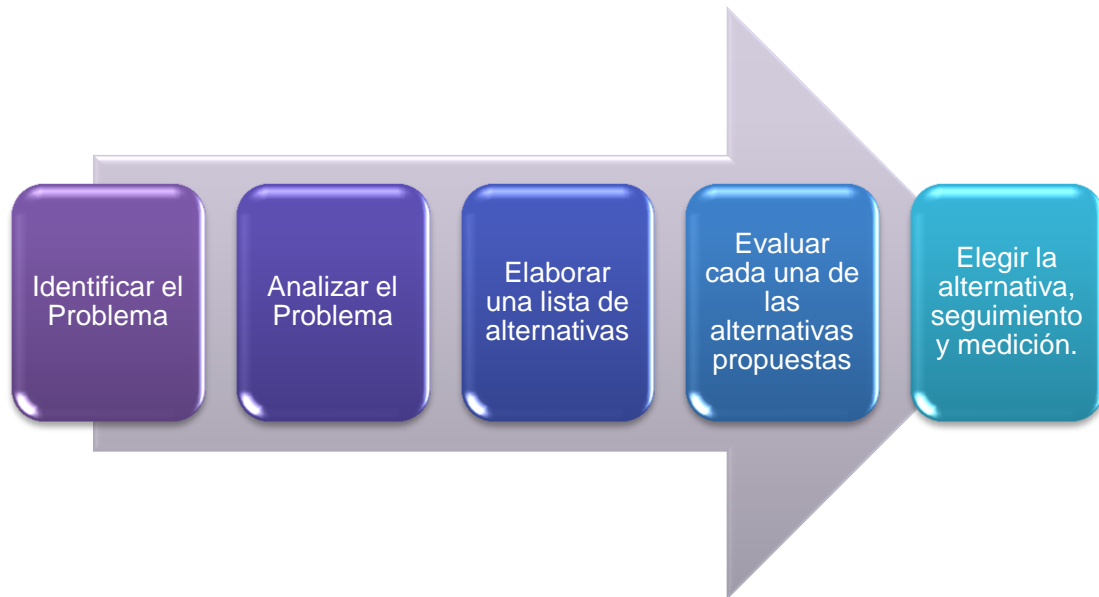 Identificar el
Problema
Analizar el
Problema
Elaborar
una lista de
alternativas
Evaluar
cada una de
las
alternativas
propuestas
Elegir la
alternativa,
seguimiento
y medición.